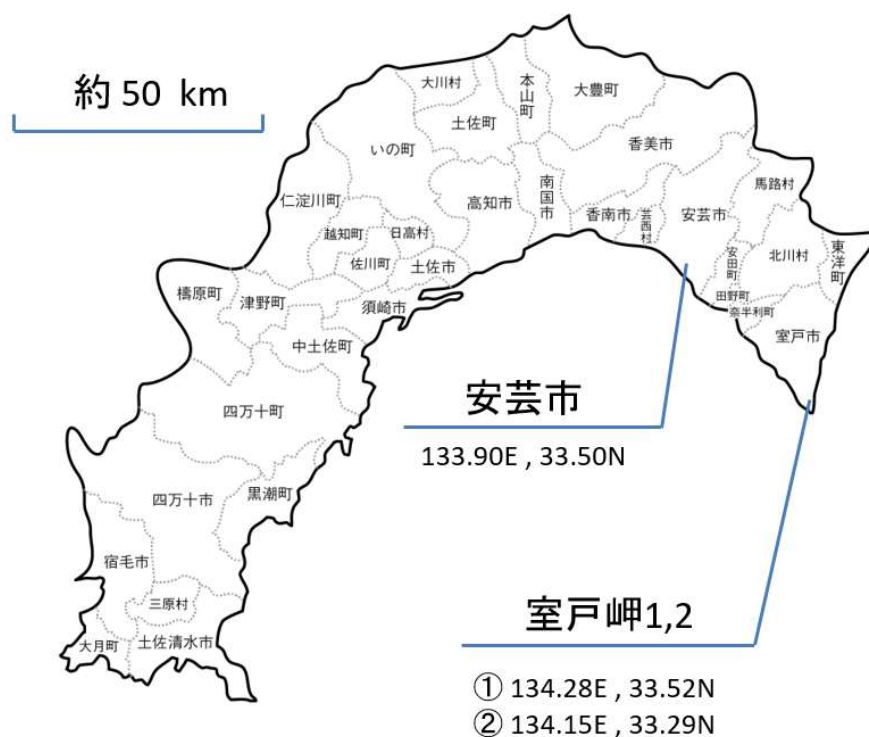 約 50 km
大川村
本山町
大豊町
土佐町
いの町
香美市
仁淀川町
高知市
南国市
香南市
芸西村
安芸市
馬路村
越知町
日高村
佐川町
土佐市
安田町
北川村
東洋町
檮原町
津野町
須崎市
田野町
奈半利町
中土佐町
室戸市
四万十町
安芸市
133.90E , 33.50N
四万十市
黒潮町
宿毛市
三原村
大月町
土佐清水市
室戸岬1,2
① 134.28E , 33.52N
② 134.15E , 33.29N